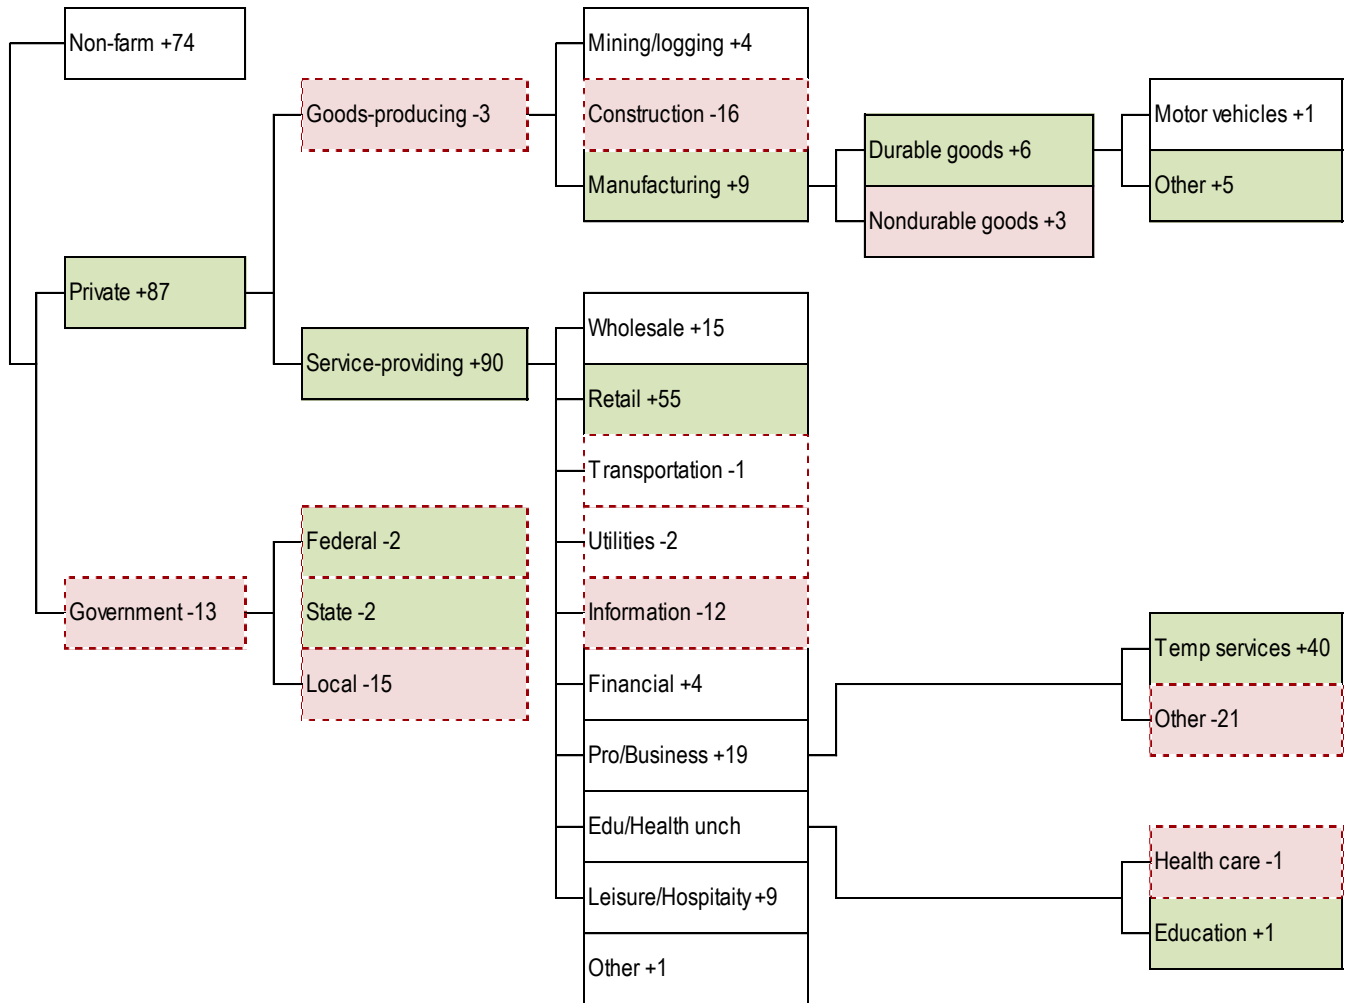 Non-farm +74
Private +87
Government -13
Goods-producing -3
Service-providing +90
Federal -2
State -2
Local -15
Mining/logging +4
Construction -16
Manufacturing +9
Wholesale +15
Retail +55
Transportation -1
Utilities -2
Information -12
Financial +4
Pro/Business +19
Edu/Health unch
Leisure/Hospitaity +9
Other +1
Durable goods +6
Nondurable goods +3
Motor vehicles +1
Other +5
Temp services +40
Other -21
Health care -1
Education +1